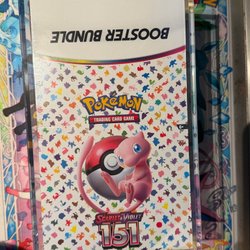 BOOSTER BUNDLE
Pokémon
TRADING CARD GAME
SCARLET & VIOLET
151